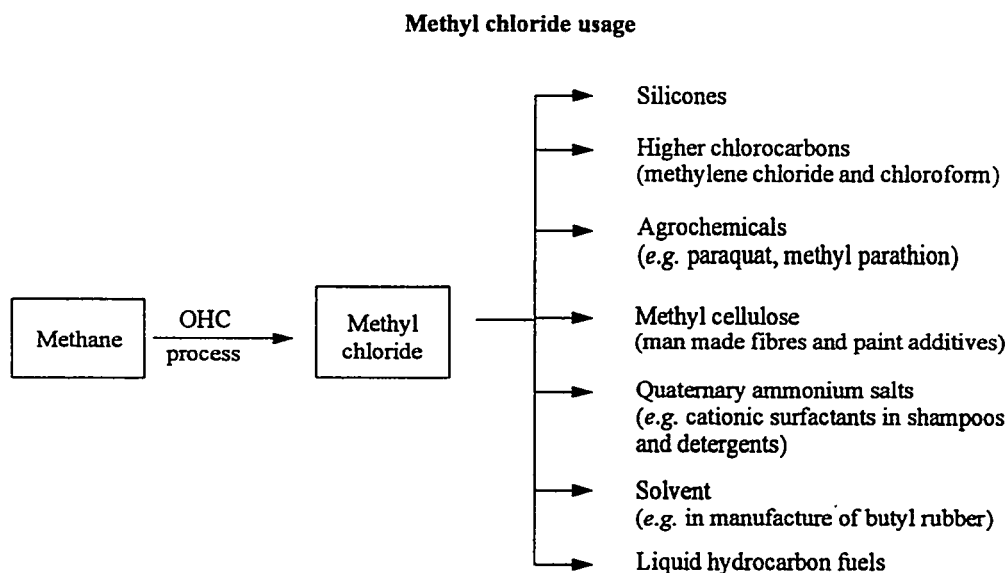 Methyl chloride usage
Silicones
Higher chlorocarbons
(methylene chloride and chloroform)
Agrochemicals
(e.g. paraquat, methyl parathion)
Methane
OHC
process
Methyl
chloride
Methyl cellulose
(man made fibres and paint additives)
Quaternary ammonium salts
(e.g. cationic surfactants in shampoos
and detergents)
Solvent
(e.g. in manufacture of butyl rubber)
Liquid hydrocarbon fuels